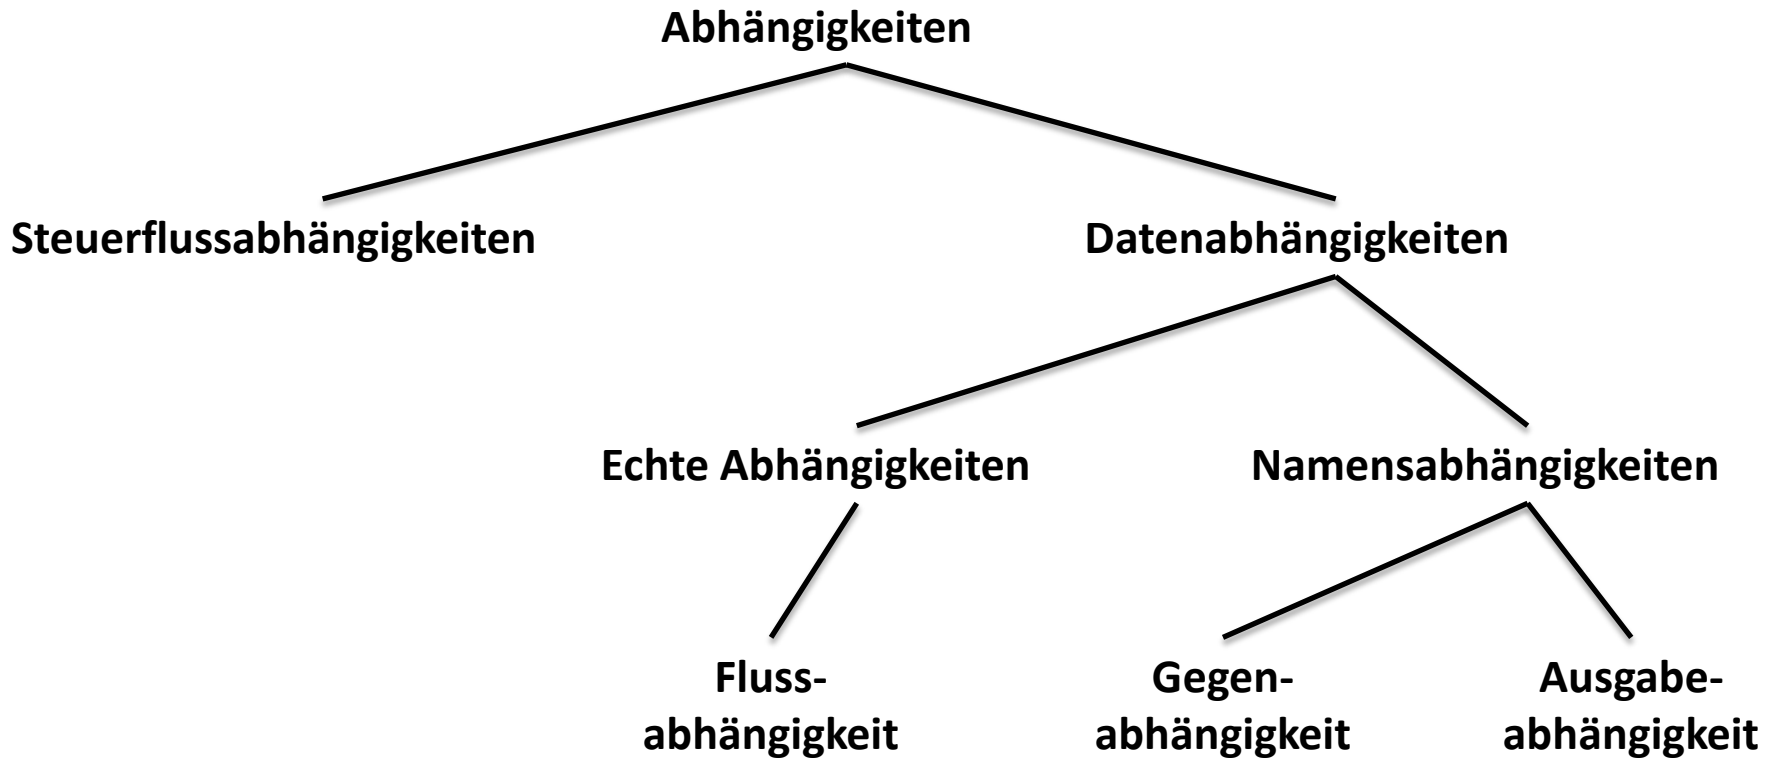 Abhängigkeiten
Steuerflussabhängigkeiten
Datenabhängigkeiten
Echte Abhängigkeiten
Namensabhängigkeiten
Fluss-
abhängigkeit
Gegen-
abhängigkeit
Ausgabe-
abhängigkeit